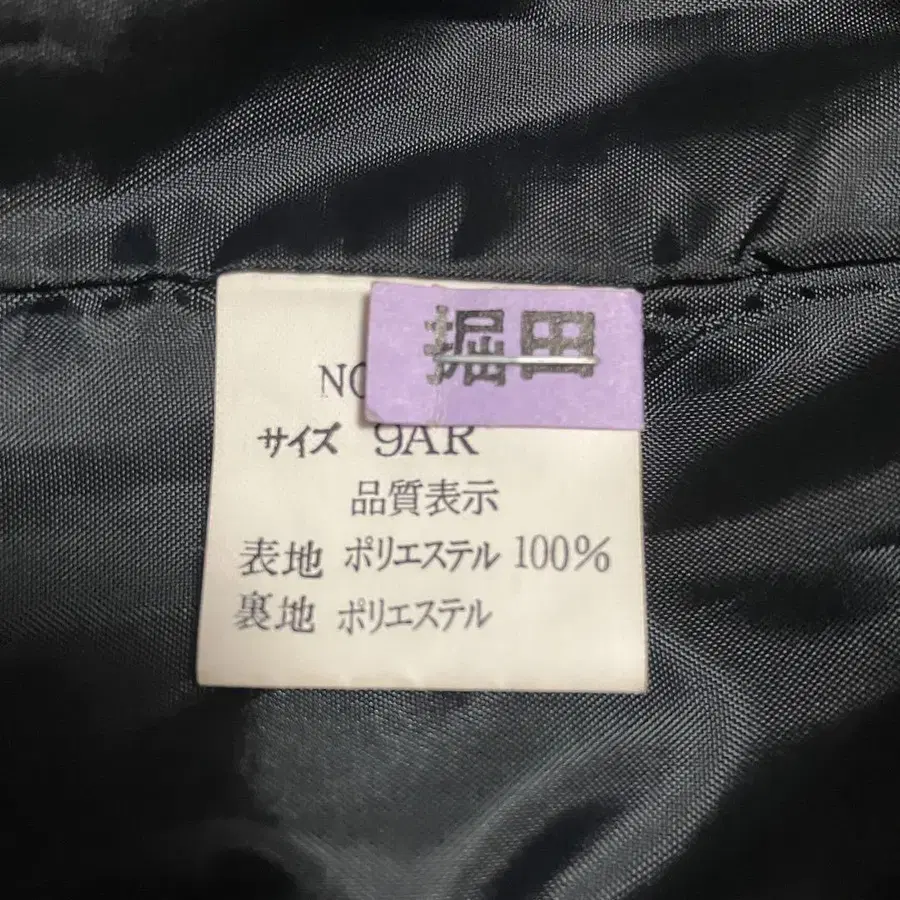 掘田
サイズ 9AR
品質表示
表地 ポリエステル 100%
裏地 ポリエステル